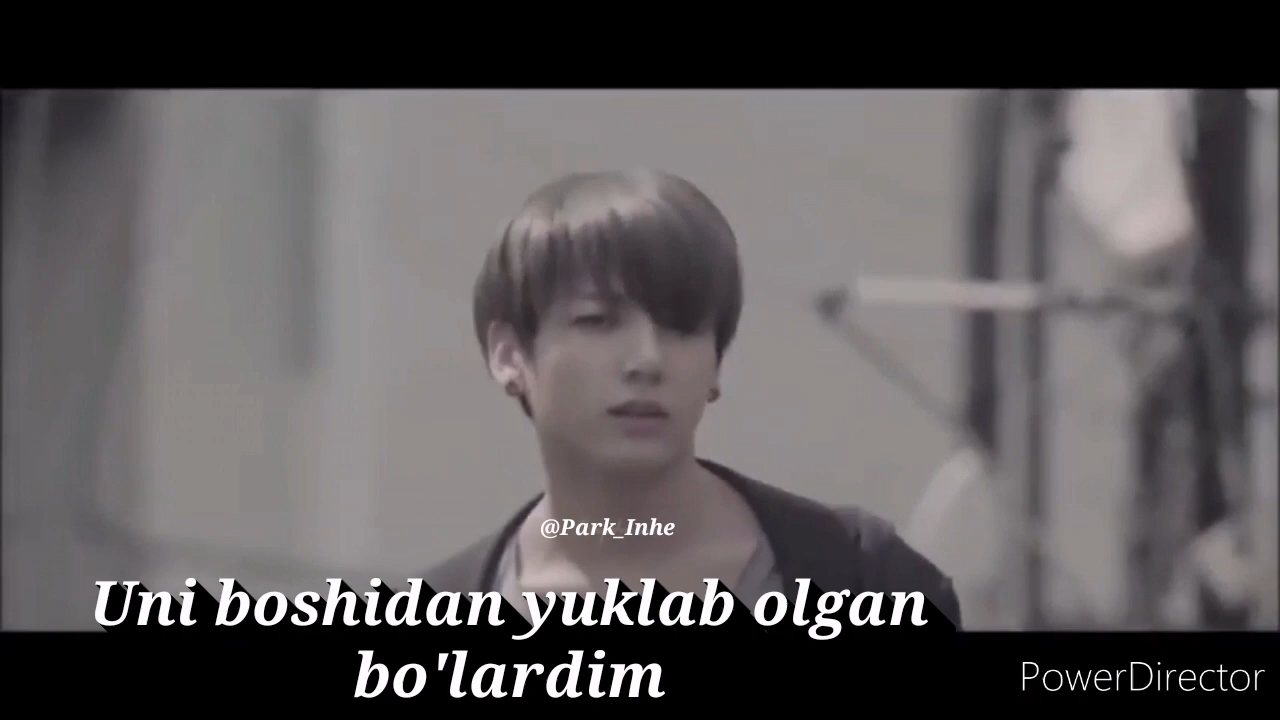 @Park_Inhe
Uni boshidan yuklab olgan
bo'lardim
PowerDirector